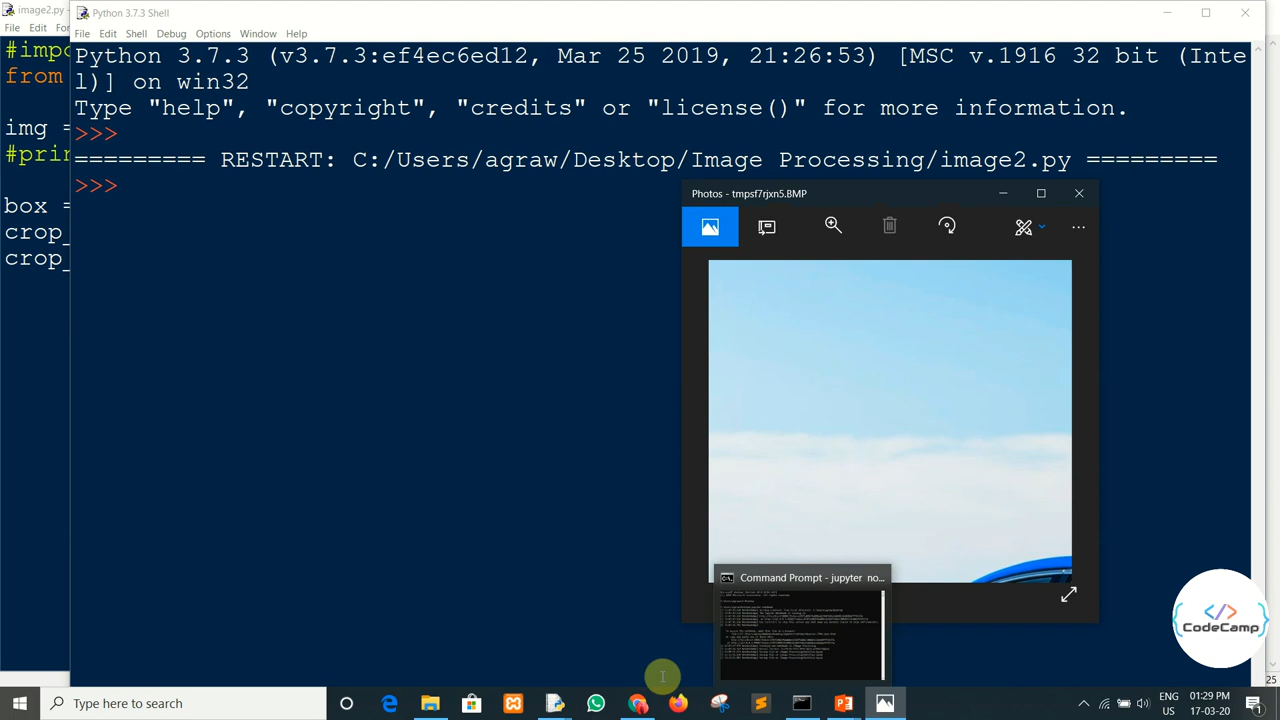 image2.py -
File Edit Fo
#impo
from
img =
#prin
box =
crop_
crop_
Python 3.7.3 Shell
File Edit Shell Debug Options Window Help
Python 3.7.3 (v3.7.3:ef4ec6ed12, Mar 25 2019, 21:26:53) [MSC v.1916 32 bit (Inte
l)] on win32
Type "help", "copyright", "credits" or "license()" for more information.
>>>
========= RESTART: C:/Users/agraw/Desktop/Image Processing/image2.py =========
>>>
Photos - tmpsf7rjxn5.BMP
Command Prompt - jupyter no...
CodeCamp
25
Type here to search
ENG
US
01:29 PM
17-03-20
1